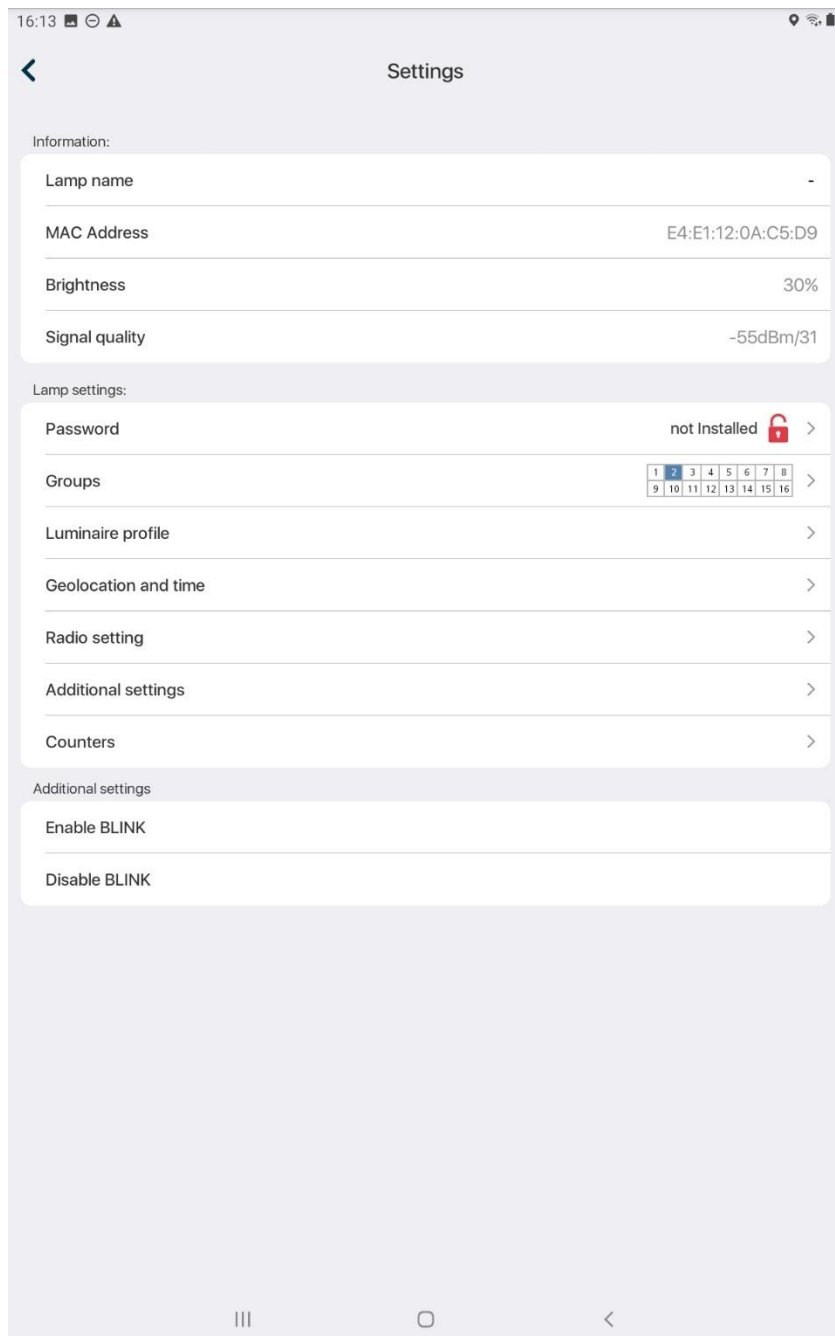 16:13
Settings
Information:
Lamp name -
MAC Address E4:E1:12:0A:C5:D9
Brightness 30%
Signal quality -55dBm/31
Lamp settings:
Password not Installed
Groups 1 2 3 4 5 6 7 8
9 10 11 12 13 14 15 16
Luminaire profile
Geolocation and time
Radio setting
Additional settings
Counters
Additional settings
Enable BLINK
Disable BLINK